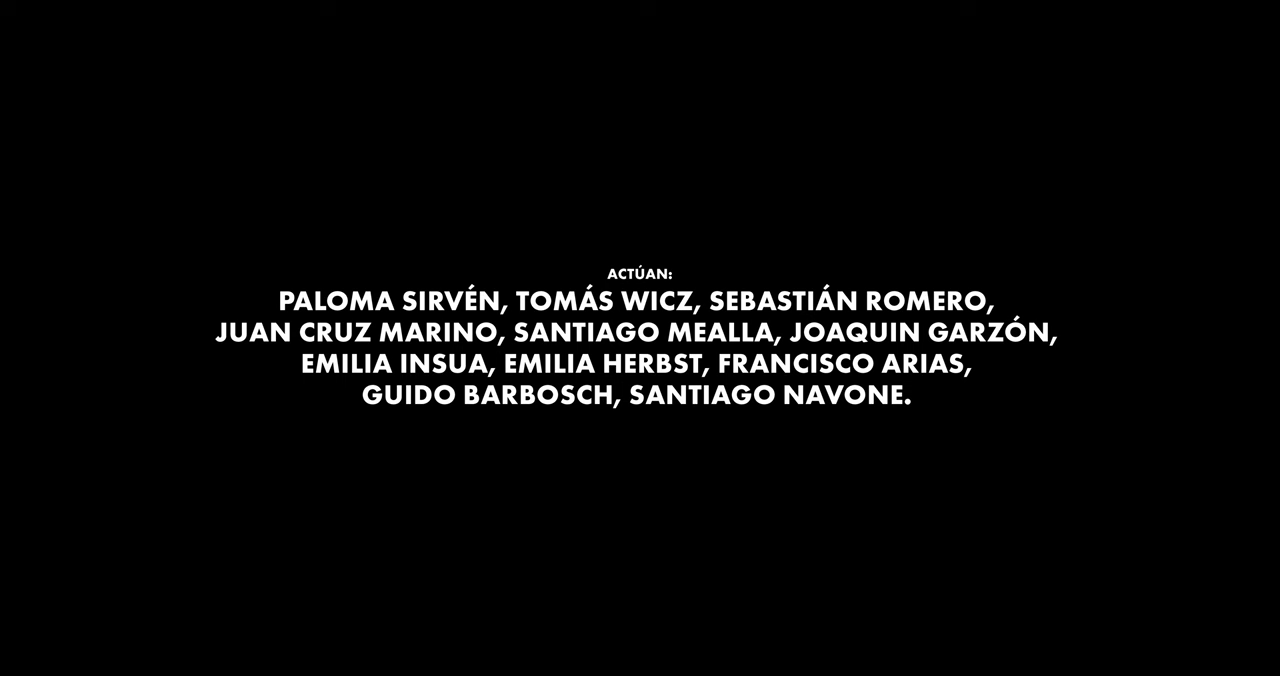 ACTÚAN:
PALOMA SIRVÉN, TOMÁS WICZ, SEBASTIÁN ROMERO,
JUAN CRUZ MARINO, SANTIAGO MEALLA, JOAQUIN GARZÓN,
EMILIA INSUA, EMILIA HERBST, FRANCISCO ARIAS,
GUIDO BARBOSCH, SANTIAGO NAVONE.